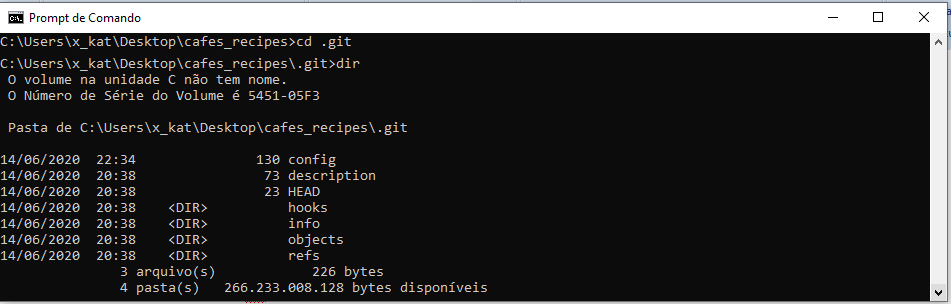 Prompt de Comando
C:\Users\x_kat\Desktop\cafes_recipes>cd .git
C:\Users\x_kat\Desktop\cafes_recipes\.git>dir
 O volume na unidade C não tem nome.
 O Número de Série do Volume é 5451-05F3
 Pasta de C:\Users\x_kat\Desktop\cafes_recipes\.git
14/06/2020  22:34               130 config
14/06/2020  20:38                73 description
14/06/2020  20:38                23 HEAD
14/06/2020  20:38    <DIR>          hooks
14/06/2020  20:38    <DIR>          info
14/06/2020  20:38    <DIR>          objects
14/06/2020  20:38    <DIR>          refs
               3 arquivo(s)            226 bytes
               4 pasta(s)   266.233.008.128 bytes disponíveis